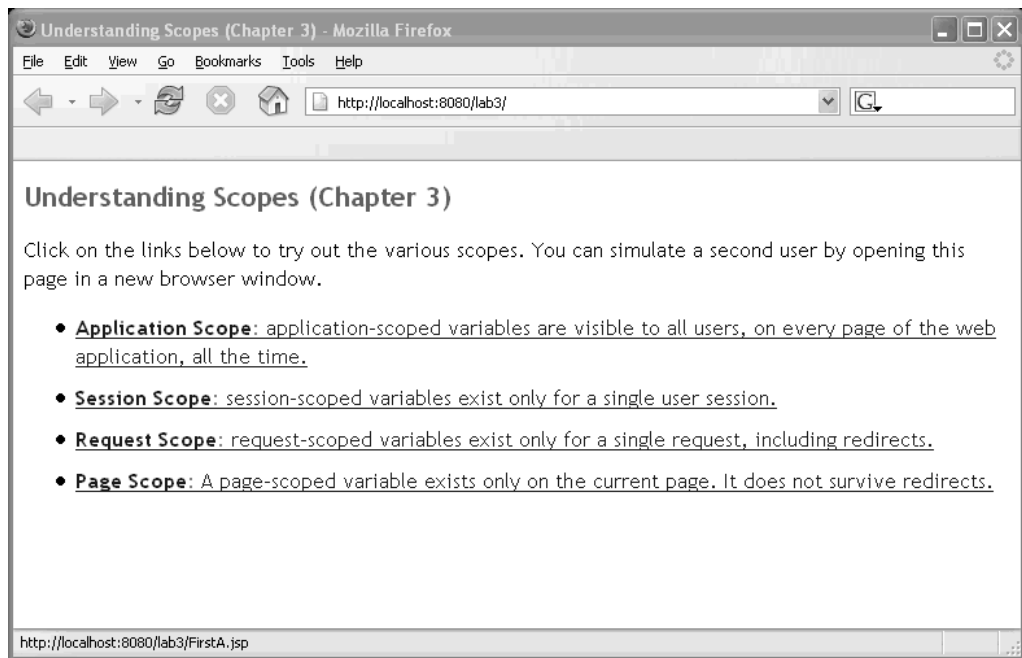 Understanding Scopes (Chapter 3) - Mozilla Firefox
File Edit View Go Bookmarks Tools Help
http://localhost:8080/lab3/
G
Understanding Scopes (Chapter 3)
Click on the links below to try out the various scopes. You can simulate a second user by opening this
page in a new browser window.
• Application Scope: application-scoped variables are visible to all users, on every page of the web
application, all the time.
• Session Scope: session-scoped variables exist only for a single user session.
• Request Scope: request-scoped variables exist only for a single request, including redirects.
• Page Scope: A page-scoped variable exists only on the current page. It does not survive redirects.
http://localhost:8080/lab3/FirstA.jsp